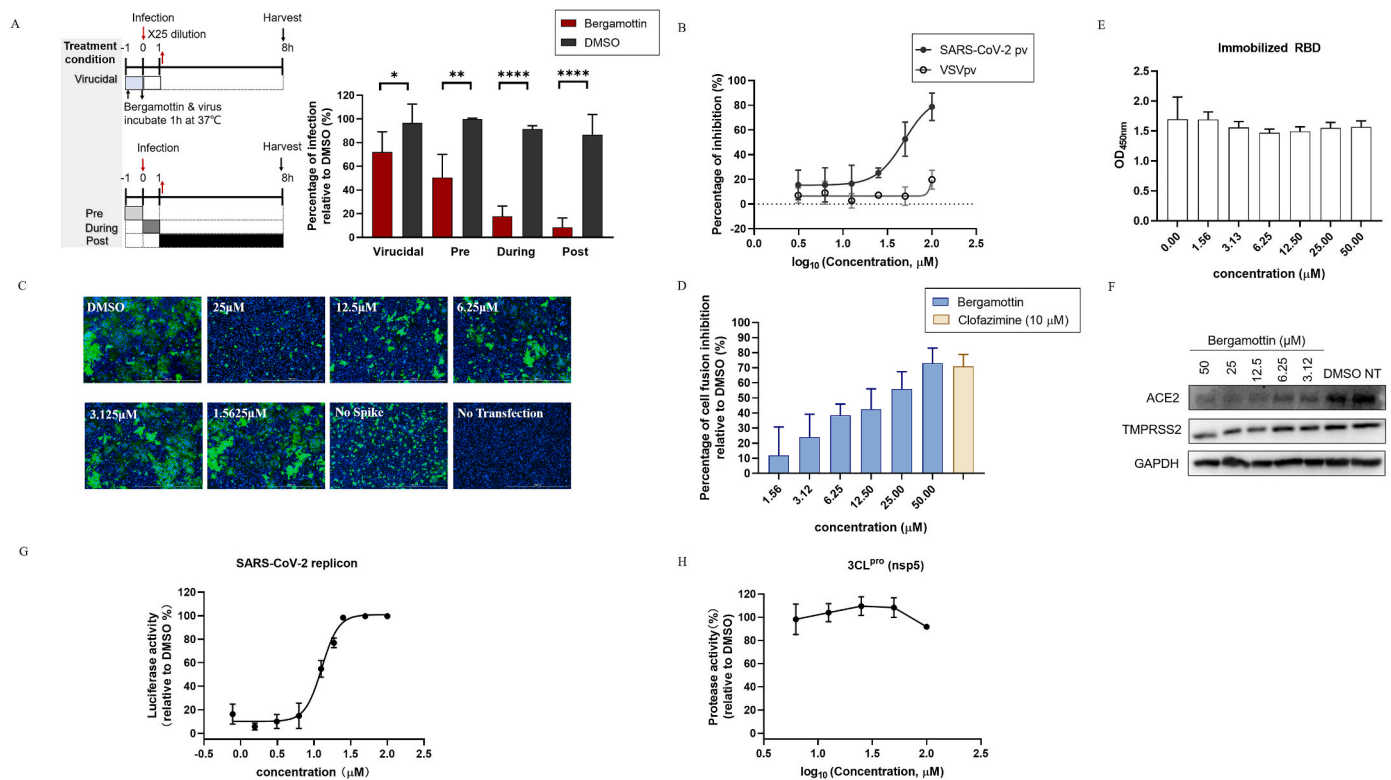 A
Infection
Harvest
X25 dilution
Treatment
condition
-1 0 1
8h
Virucidal
Bergamottin & virus
incubate 1h at 37℃
Infection
Harvest
-1 0 1
8h
Pre
During
Post
Bergamottin
DMSO
* ** **** ****
Percentage of infection
relative to DMSO (%)
120
100
80
60
40
20
0
Virucidal Pre During Post
B
SARS-CoV-2 pv
VSVpv
Percentage of inhibition (%)
100
80
60
40
20
0
-20
0.0 0.5 1.0 1.5 2.0 2.5
log10 (Concentration, μM)
E
Immobilized RBD
OD450nm
2.5
2.0
1.5
1.0
0.5
0.0
0.00 1.56 3.13 6.25 12.50 25.00 50.00
concentration (μM)
C
DMSO 25μM 12.5μM 6.25μM
3.125μM 1.5625μM No Spike No Transfection
D
Bergamottin
Clofazimine (10 μM)
Percentage of cell fusion inhibition
relative to DMSO (%)
100
90
80
70
60
50
40
30
20
10
0
1.56 3.12 6.25 12.50 25.00 50.00
concentration (μM)
F
Bergamottin (μM)
50 25 12.5 6.25 3.12 DMSO NT
ACE2
TMPRSS2
GAPDH
G
SARS-CoV-2 replicon
Luciferase activity
(relative to DMSO %)
120
100
80
60
40
20
0
-0.5 0.0 0.5 1.0 1.5 2.0 2.5
concentration (μM)
H
3CLpro (nsp5)
Protease activity(%)
(relative to DMSO)
120
100
80
60
40
20
0
0.5 1.0 1.5 2.0 2.5
log10 (Concentration, μM)